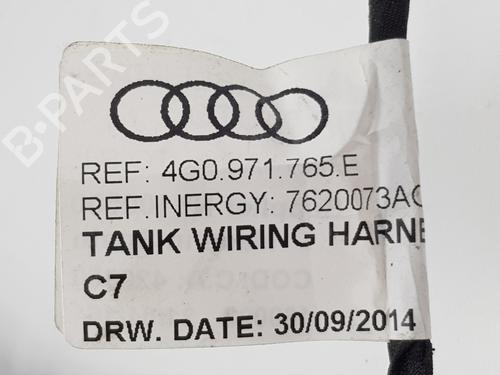 B-PARTS
REF: 4G0.971.765.E
REF.INERGY: 7620073AC
TANK WIRING HARNE
C7
DRW. DATE: 30/09/2014